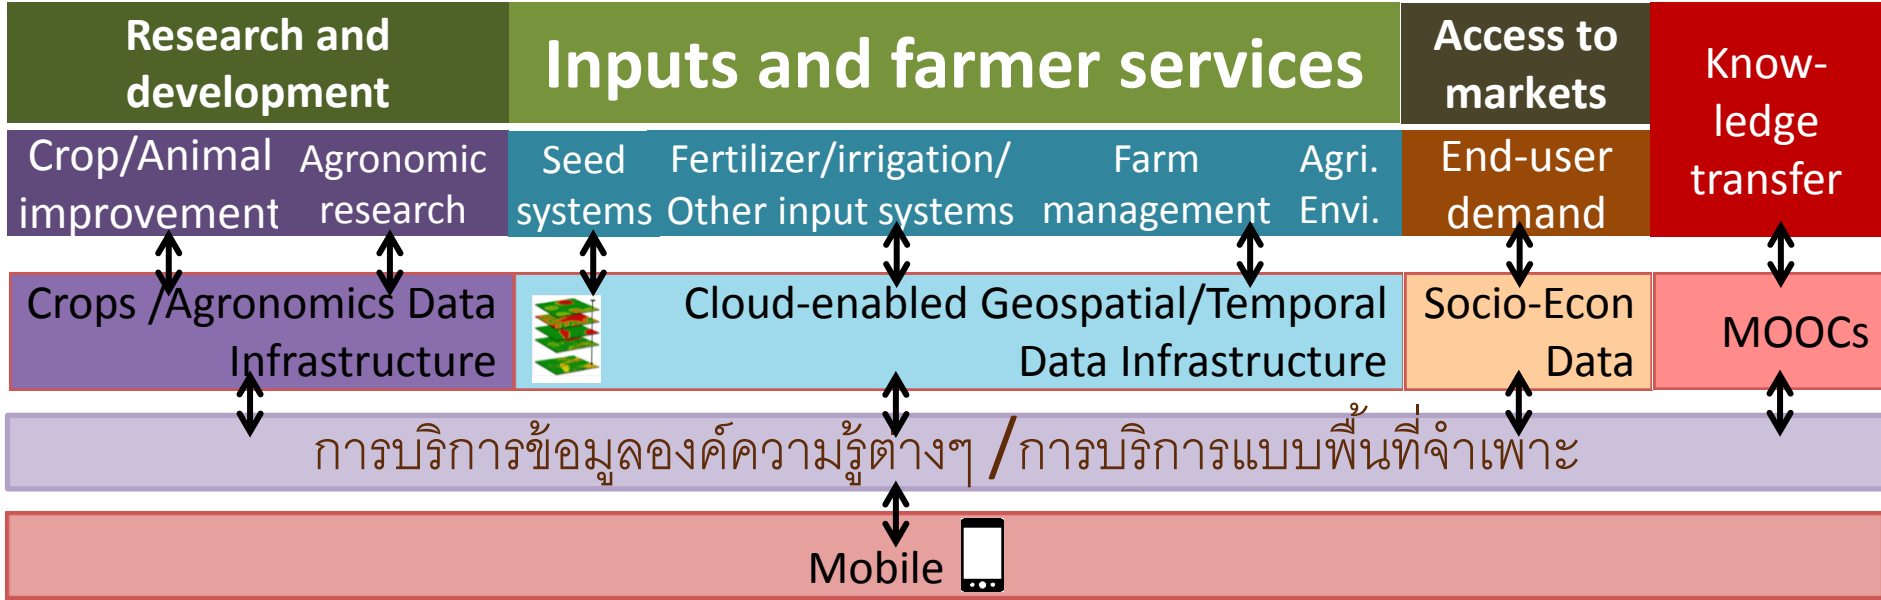 Research and
development
Inputs and farmer services
Access to
markets
Know-
ledge
transfer
Crop/Animal
improvement
Agronomic
research
Seed
systems
Fertilizer/irrigation/
Other input systems
Farm
management
Agri.
Envi.
End-user
demand
Crops /Agronomics Data
Infrastructure
Cloud-enabled Geospatial/Temporal
Data Infrastructure
Socio-Econ
Data
MOOCs
การบริการข้อมูลองค์ความรู้ต่างๆ /การบริการแบบพื้นที่จำเพาะ
Mobile